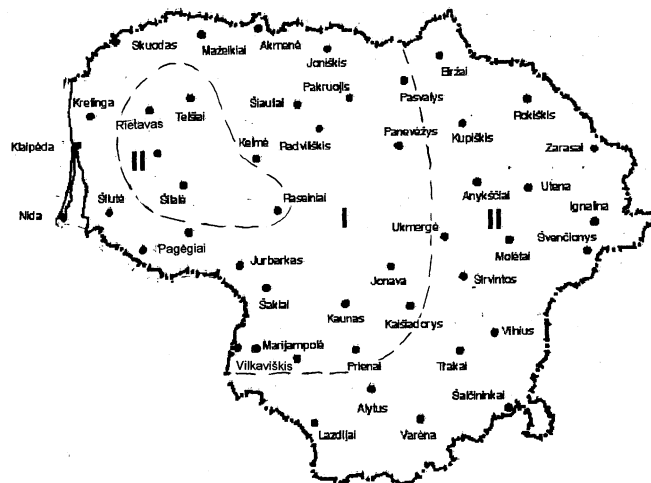 Skuodas
Mažeikiai
Akmenė
Joniškis
Biržai
Pakruojis
Pasvalys
Kretinga
Rietavas
Telšiai
Šiauliai
Rokiškis
Radviliškis
Panevėžys
Kupiškis
Klaipėda
Zarasai
II
Kelmė
Šilutė
Šilalė
Raseiniai
I
Anykščiai
Utena
Nida
Ignalina
Ukmergė
II
Pagėgiai
Molėtai
Švenčionys
Jurbarkas
Jonava
Širvintos
Šakiai
Kaunas
Kaišiadorys
Vilnius
Marijampolė
Vilkaviškis
Prienai
Trakai
Alytus
Šalčininkai
Lazdijai
Varėna